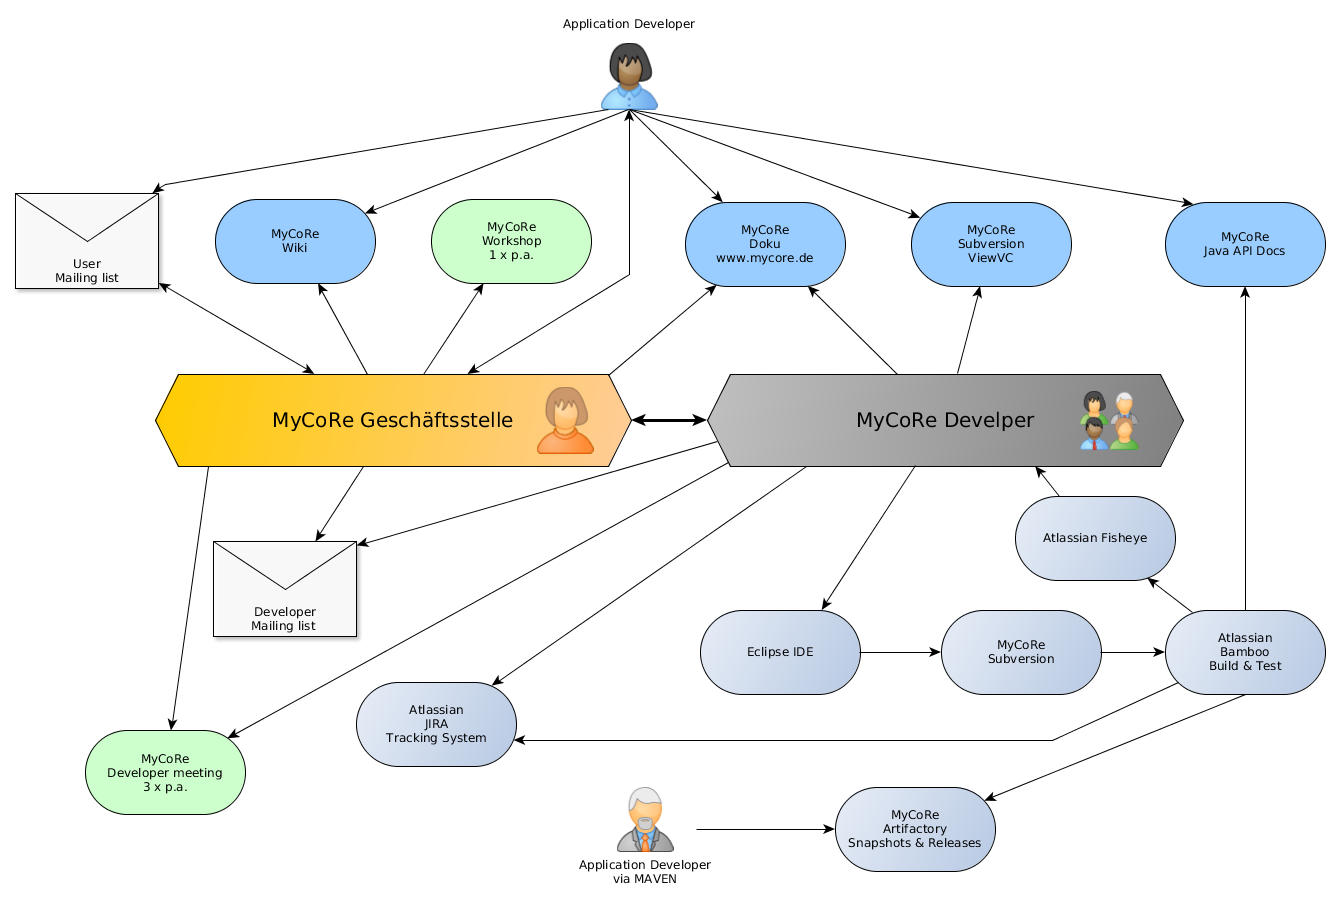 Application Developer
User
Mailing list
MyCoRe
Wiki
MyCoRe
Workshop
1 x p.a.
MyCoRe
Doku
www.mycore.de
MyCoRe
Subversion
ViewVC
MyCoRe
Java API Docs
MyCoRe Geschäftsstelle
MyCoRe Develper
Atlassian Fisheye
Developer
Mailing list
Eclipse IDE
MyCoRe
Subversion
Atlassian
Bamboo
Build & Test
Atlassian
JIRA
Tracking System
MyCoRe
Developer meeting
3 x p.a.
MyCoRe
Artifactory
Snapshots & Releases
Application Developer
via MAVEN